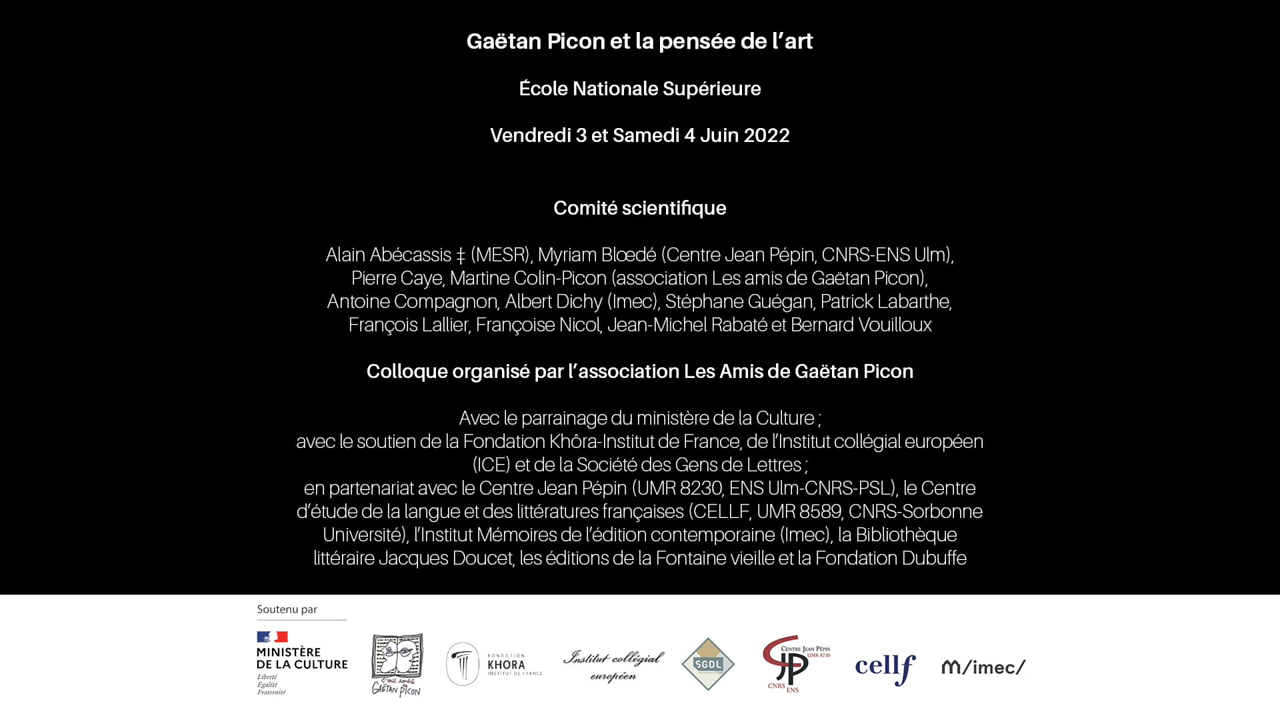 Gaëtan Picon et la pensée de l’art
École Nationale Supérieure
Vendredi 3 et Samedi 4 Juin 2022
Comité scientifique
Alain Abécassis ‡ (MESR), Myriam Blœdé (Centre Jean Pépin, CNRS-ENS Ulm),
Pierre Caye, Martine Colin-Picon (association Les amis de Gaëtan Picon),
Antoine Compagnon, Albert Dichy (Imec), Stéphane Guégan, Patrick Labarthe,
François Lallier, Françoise Nicol, Jean-Michel Rabaté et Bernard Vouilloux
Colloque organisé par l’association Les Amis de Gaëtan Picon
Avec le parrainage du ministère de la Culture ;
avec le soutien de la Fondation Khôra-Institut de France, de l’Institut collégial européen
(ICE) et de la Société des Gens de Lettres ;
en partenariat avec le Centre Jean Pépin (UMR 8230, ENS Ulm-CNRS-PSL), le Centre
d’étude de la langue et des littératures françaises (CELLF, UMR 8589, CNRS-Sorbonne
Université), l’Institut Mémoires de l’édition contemporaine (Imec), la Bibliothèque
littéraire Jacques Doucet, les éditions de la Fontaine vieille et la Fondation Dubuffe
Soutenu par
MINISTÈRE
DE LA CULTURE
Liberté
Égalité
Fraternité
GAËTAN PICON
FONDATION
KHORA
INSTITUT DE FRANCE
Institut collégial
européen
SGDL
CENTRE JEAN PÉPIN
UMR 8230
CJP
CNRS
ENS
cellf
m/imec/